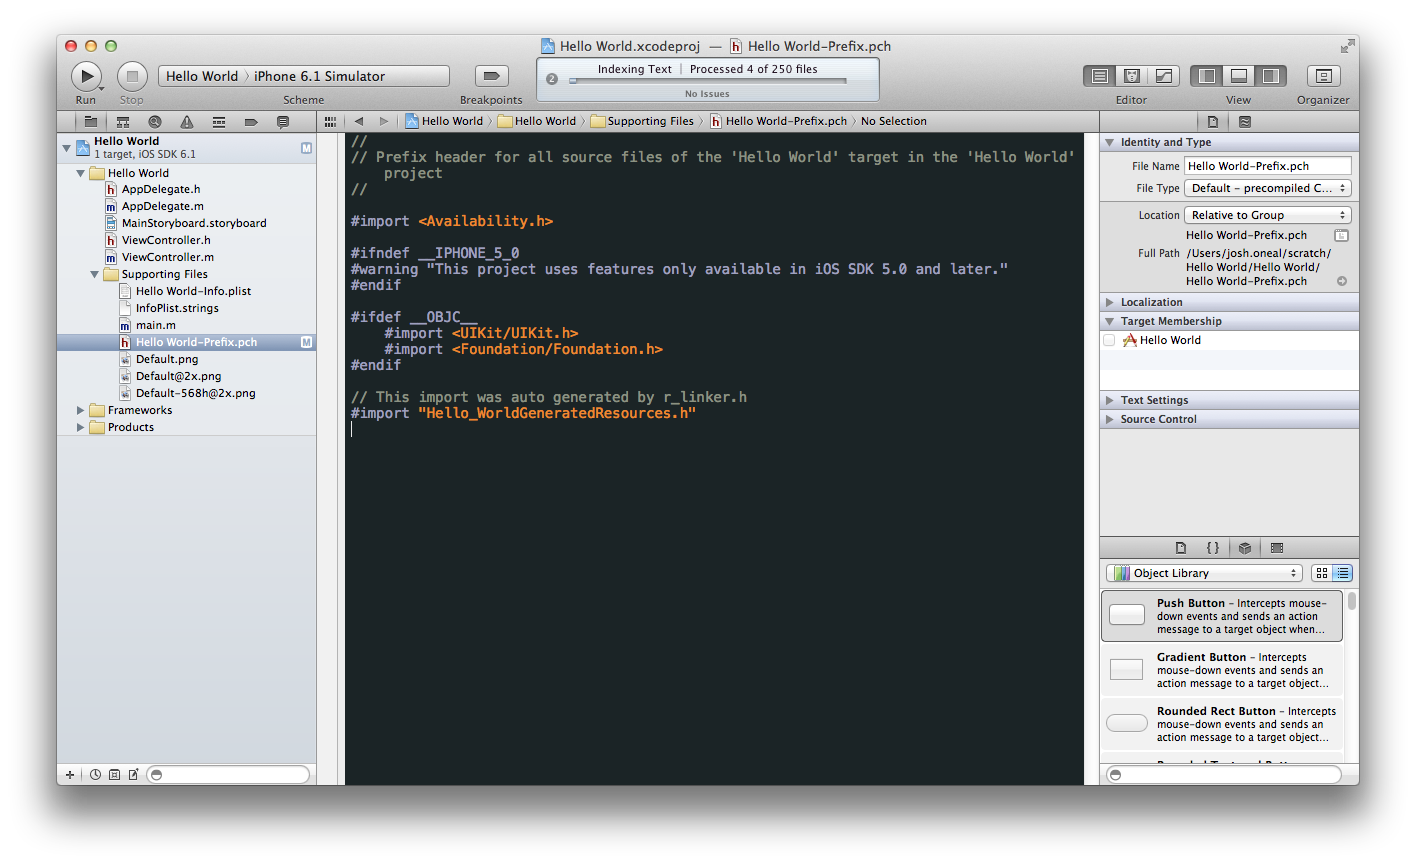 Hello World.xcodeproj — Hello World-Prefix.pch
Run
Stop
Hello World 〉 iPhone 6.1 Simulator
Scheme
Breakpoints
2
Indexing Text | Processed 4 of 250 files
No Issues
Editor
View
Organizer
Hello World
1 target, iOS SDK 6.1
M
Hello World
AppDelegate.h
AppDelegate.m
MainStoryboard.storyboard
ViewController.h
ViewController.m
Supporting Files
Hello World-Info.plist
InfoPlist.strings
main.m
Hello World-Prefix.pch M
Default.png
Default@2x.png
Default-568h@2x.png
Frameworks
Products
Hello World 〉 Hello World 〉 Supporting Files 〉 Hello World-Prefix.pch 〉 No Selection
//
// Prefix header for all source files of the 'Hello World' target in the 'Hello World'
project
//
#import <Availability.h>
#ifndef __IPHONE_5_0
#warning "This project uses features only available in iOS SDK 5.0 and later."
#endif
#ifdef __OBJC__
#import <UIKit/UIKit.h>
#import <Foundation/Foundation.h>
#endif
// This import was auto generated by r_linker.h
#import "Hello_WorldGeneratedResources.h"
Identity and Type
File Name Hello World-Prefix.pch
File Type Default - precompiled C...
Location Relative to Group
Hello World-Prefix.pch
Full Path /Users/josh.oneal/scratch/
Hello World/Hello World/
Hello World-Prefix.pch
Localization
Target Membership
Hello World
Text Settings
Source Control
{ }
Object Library
Push Button - Intercepts mouse-
down events and sends an action
message to a target object when...
Gradient Button - Intercepts
mouse-down events and sends an
action message to a target object...
Rounded Rect Button - Intercepts
mouse-down events and sends an
action message to a target object...